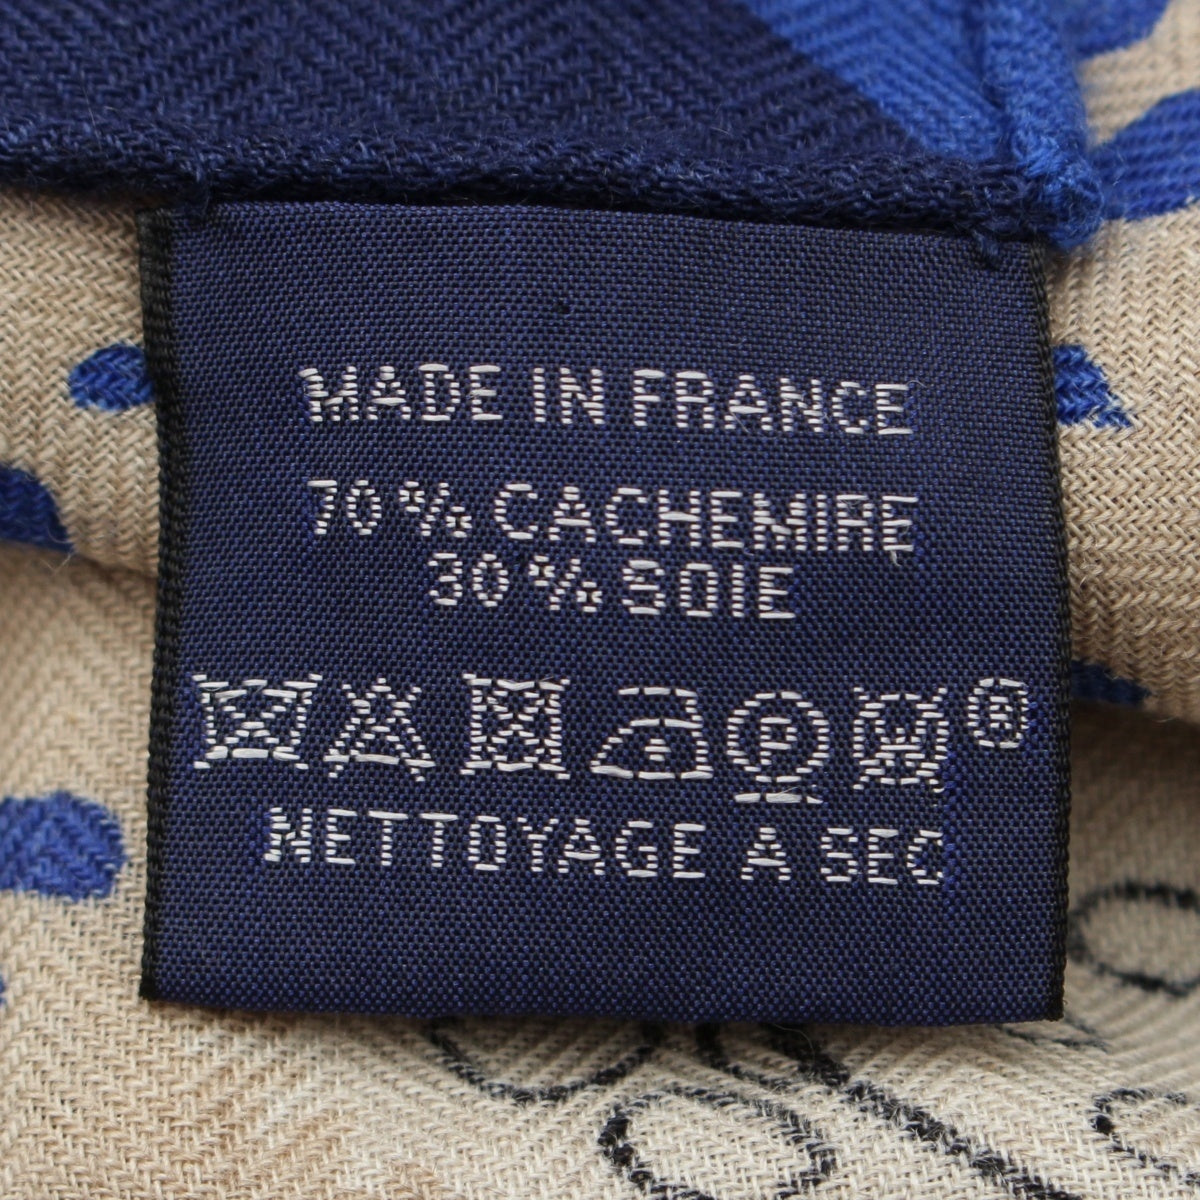 MADE IN FRANCE
70% CACHEMIRE
30% SOIE
P W ®
NETTOYAGE A SEC